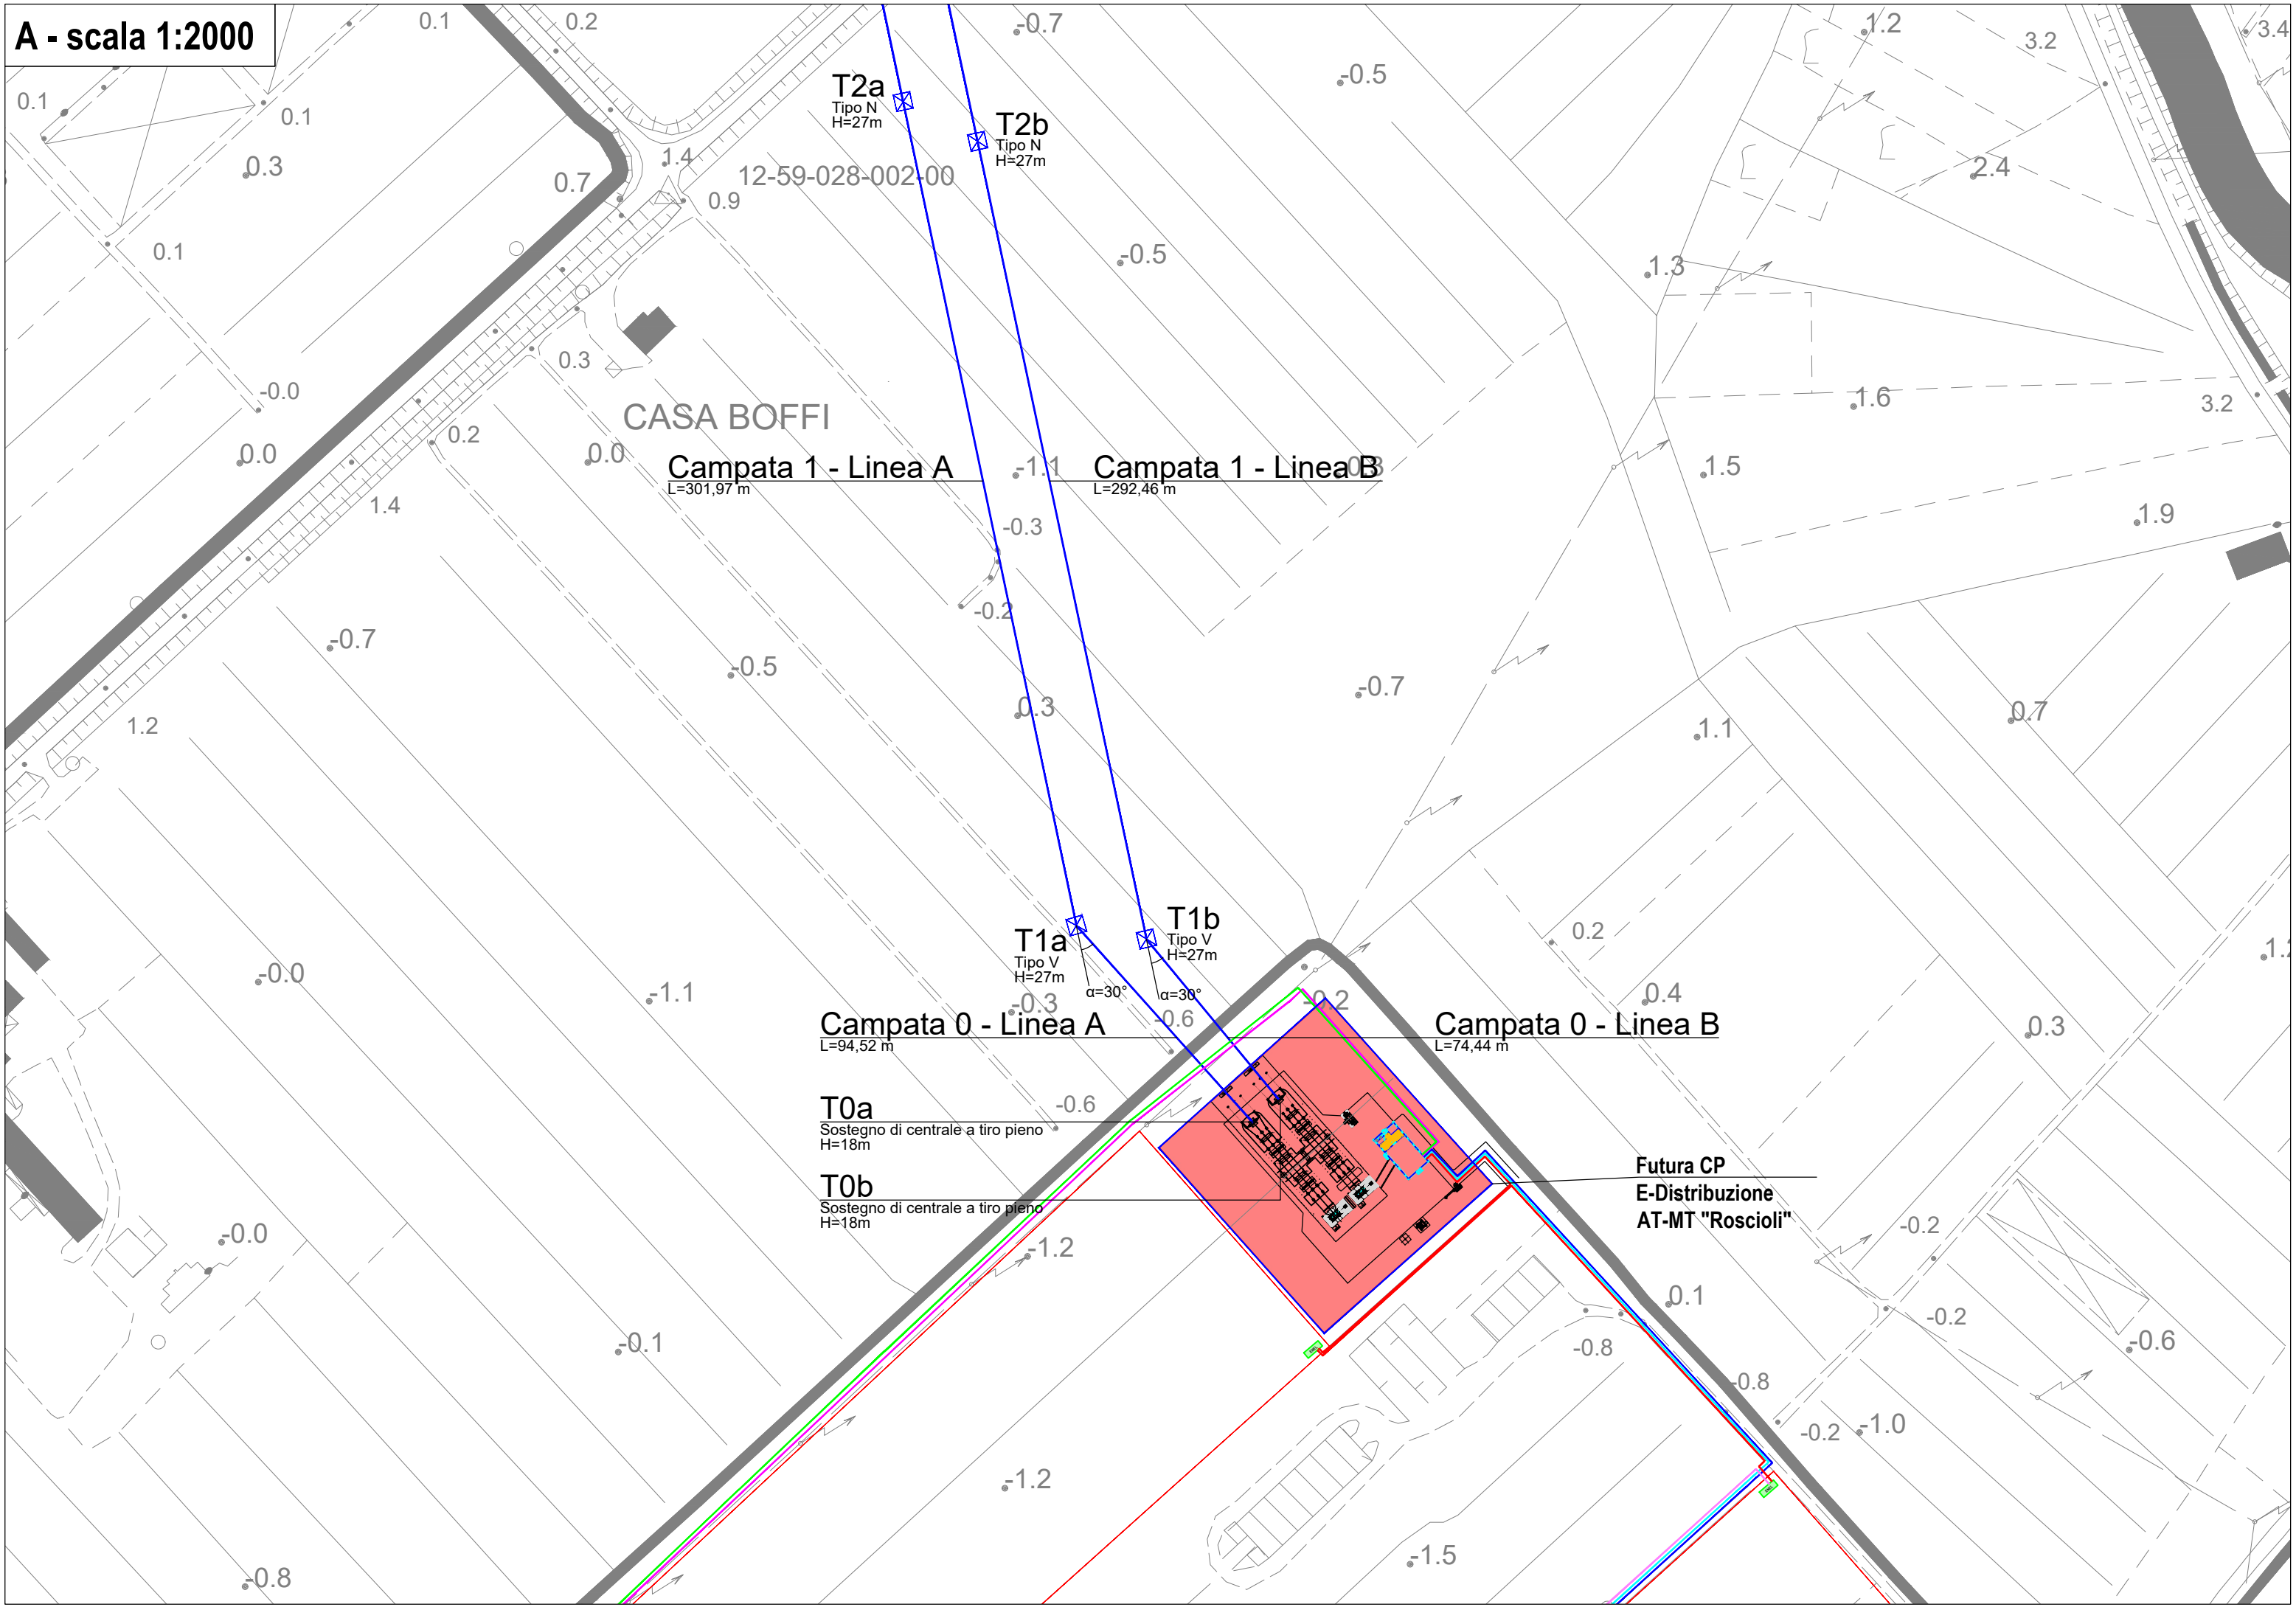 A - scala 1:2000
0.1
0.2
-0.7
1.2
3.2
3.4
-0.5
T2a
Tipo N
H=27m
T2b
Tipo N
H=27m
0.1
0.1
0.3
1.4
0.7
12-59-028-002-00
0.9
2.4
0.1
-0.5
1.3
0.3
-0.0
CASA BOFFI
1.6
3.2
0.2
0.0
0.0
Campata 1 - Linea A
L=301,97 m
-1.1
Campata 1 - Linea B
L=292,46 m
1.5
1.4
-0.3
1.9
-0.2
-0.7
-0.5
-0.7
0.3
1.2
1.1
0.7
T1a
Tipo V
H=27m
α=30°
T1b
Tipo V
H=27m
α=30°
0.2
-0.0
-1.1
-0.3
-0.6
-0.2
0.4
0.3
Campata 0 - Linea A
L=94,52 m
Campata 0 - Linea B
L=74,44 m
T0a
Sostegno di centrale a tiro pieno
H=18m
-0.6
T0b
Sostegno di centrale a tiro pieno
H=18m
Futura CP
E-Distribuzione
AT-MT "Roscioli"
-0.0
-1.2
-0.2
0.1
-0.2
-0.1
-0.8
-0.6
-0.8
-0.2
-1.0
-1.2
-1.5
-0.8